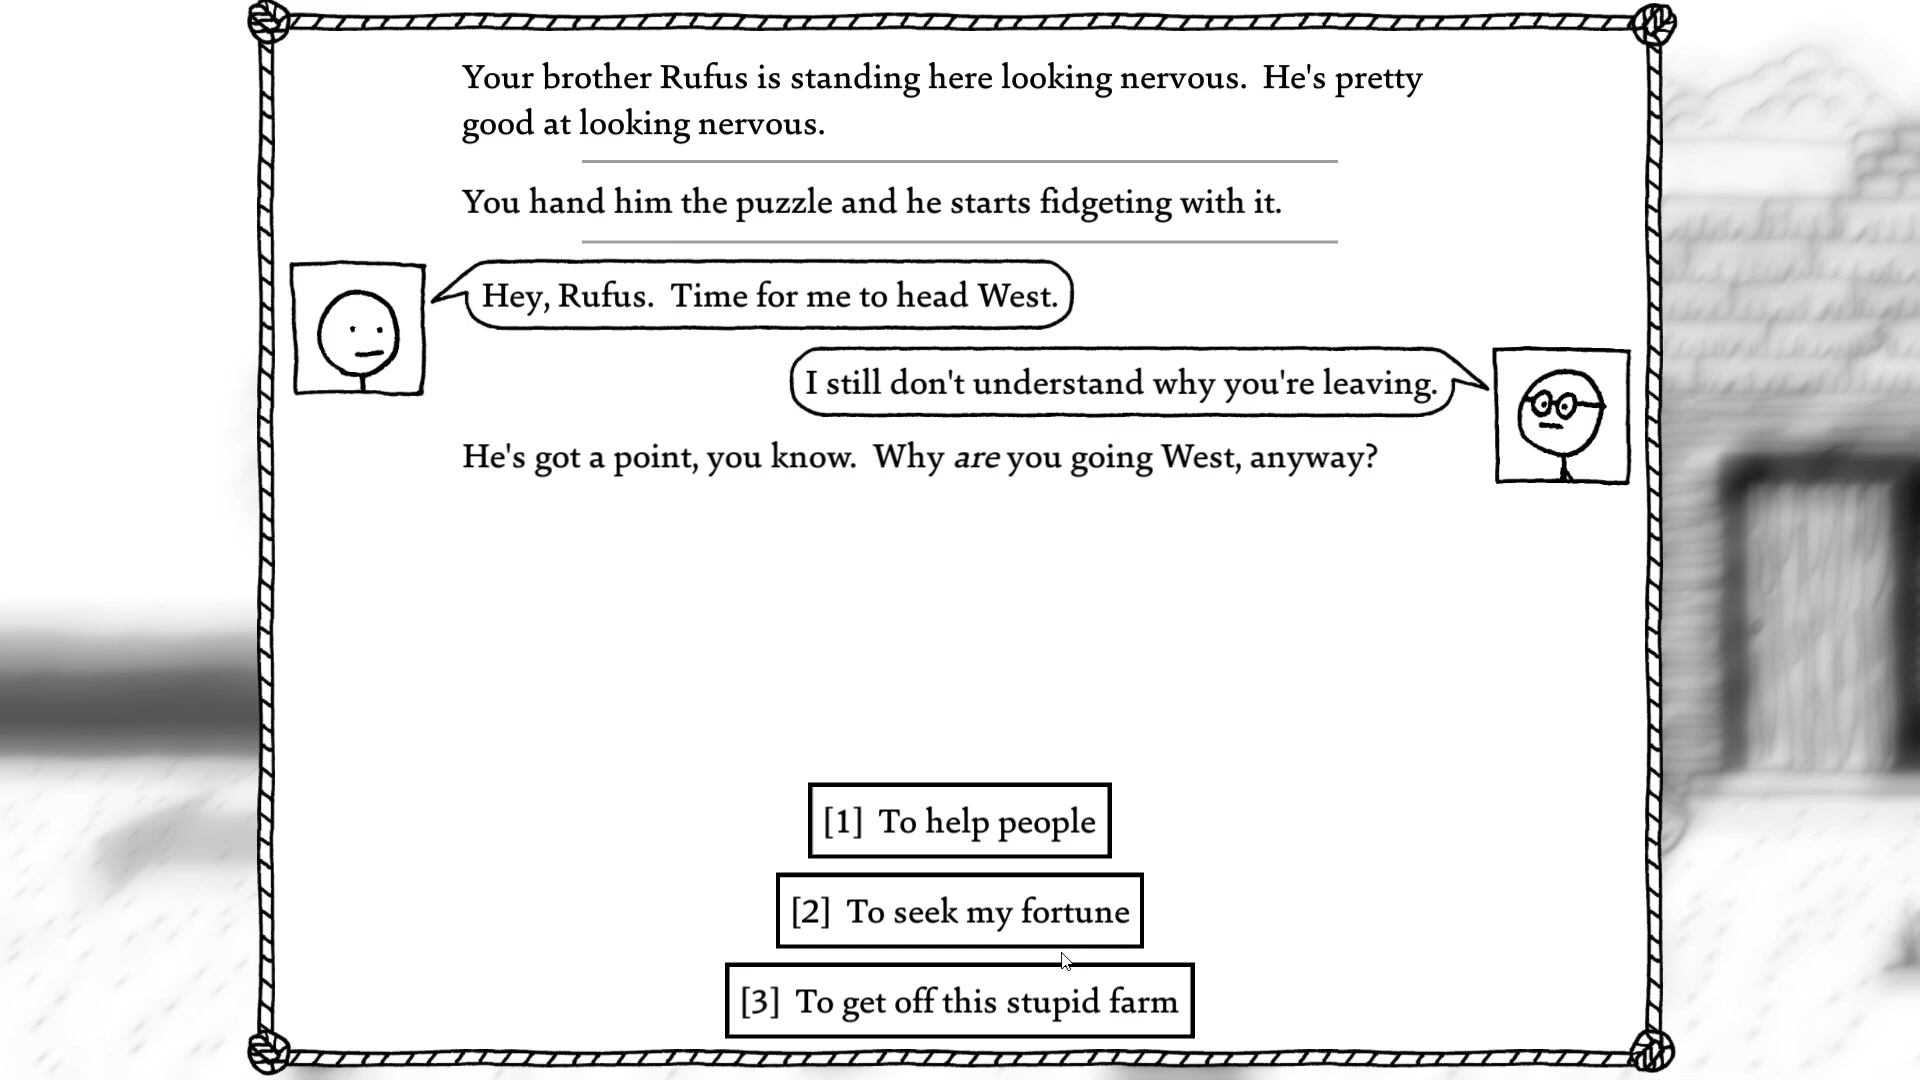 Your brother Rufus is standing here looking nervous.  He's pretty
good at looking nervous.
You hand him the puzzle and he starts fidgeting with it.
Hey, Rufus.  Time for me to head West.
I still don't understand why you're leaving.
He's got a point, you know.  Why are you going West, anyway?
[1]  To help people
[2]  To seek my fortune
[3]  To get off this stupid farm